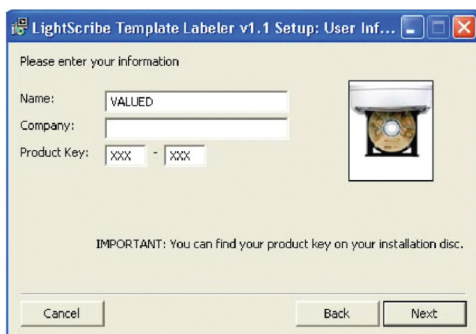 LightScribe Template Labeler v1.1 Setup: User Inf...
Please enter your information
Name: VALUED
Company:
Product Key: XXX - XXX
IMPORTANT: You can find your product key on your installation disc.
Cancel Back Next